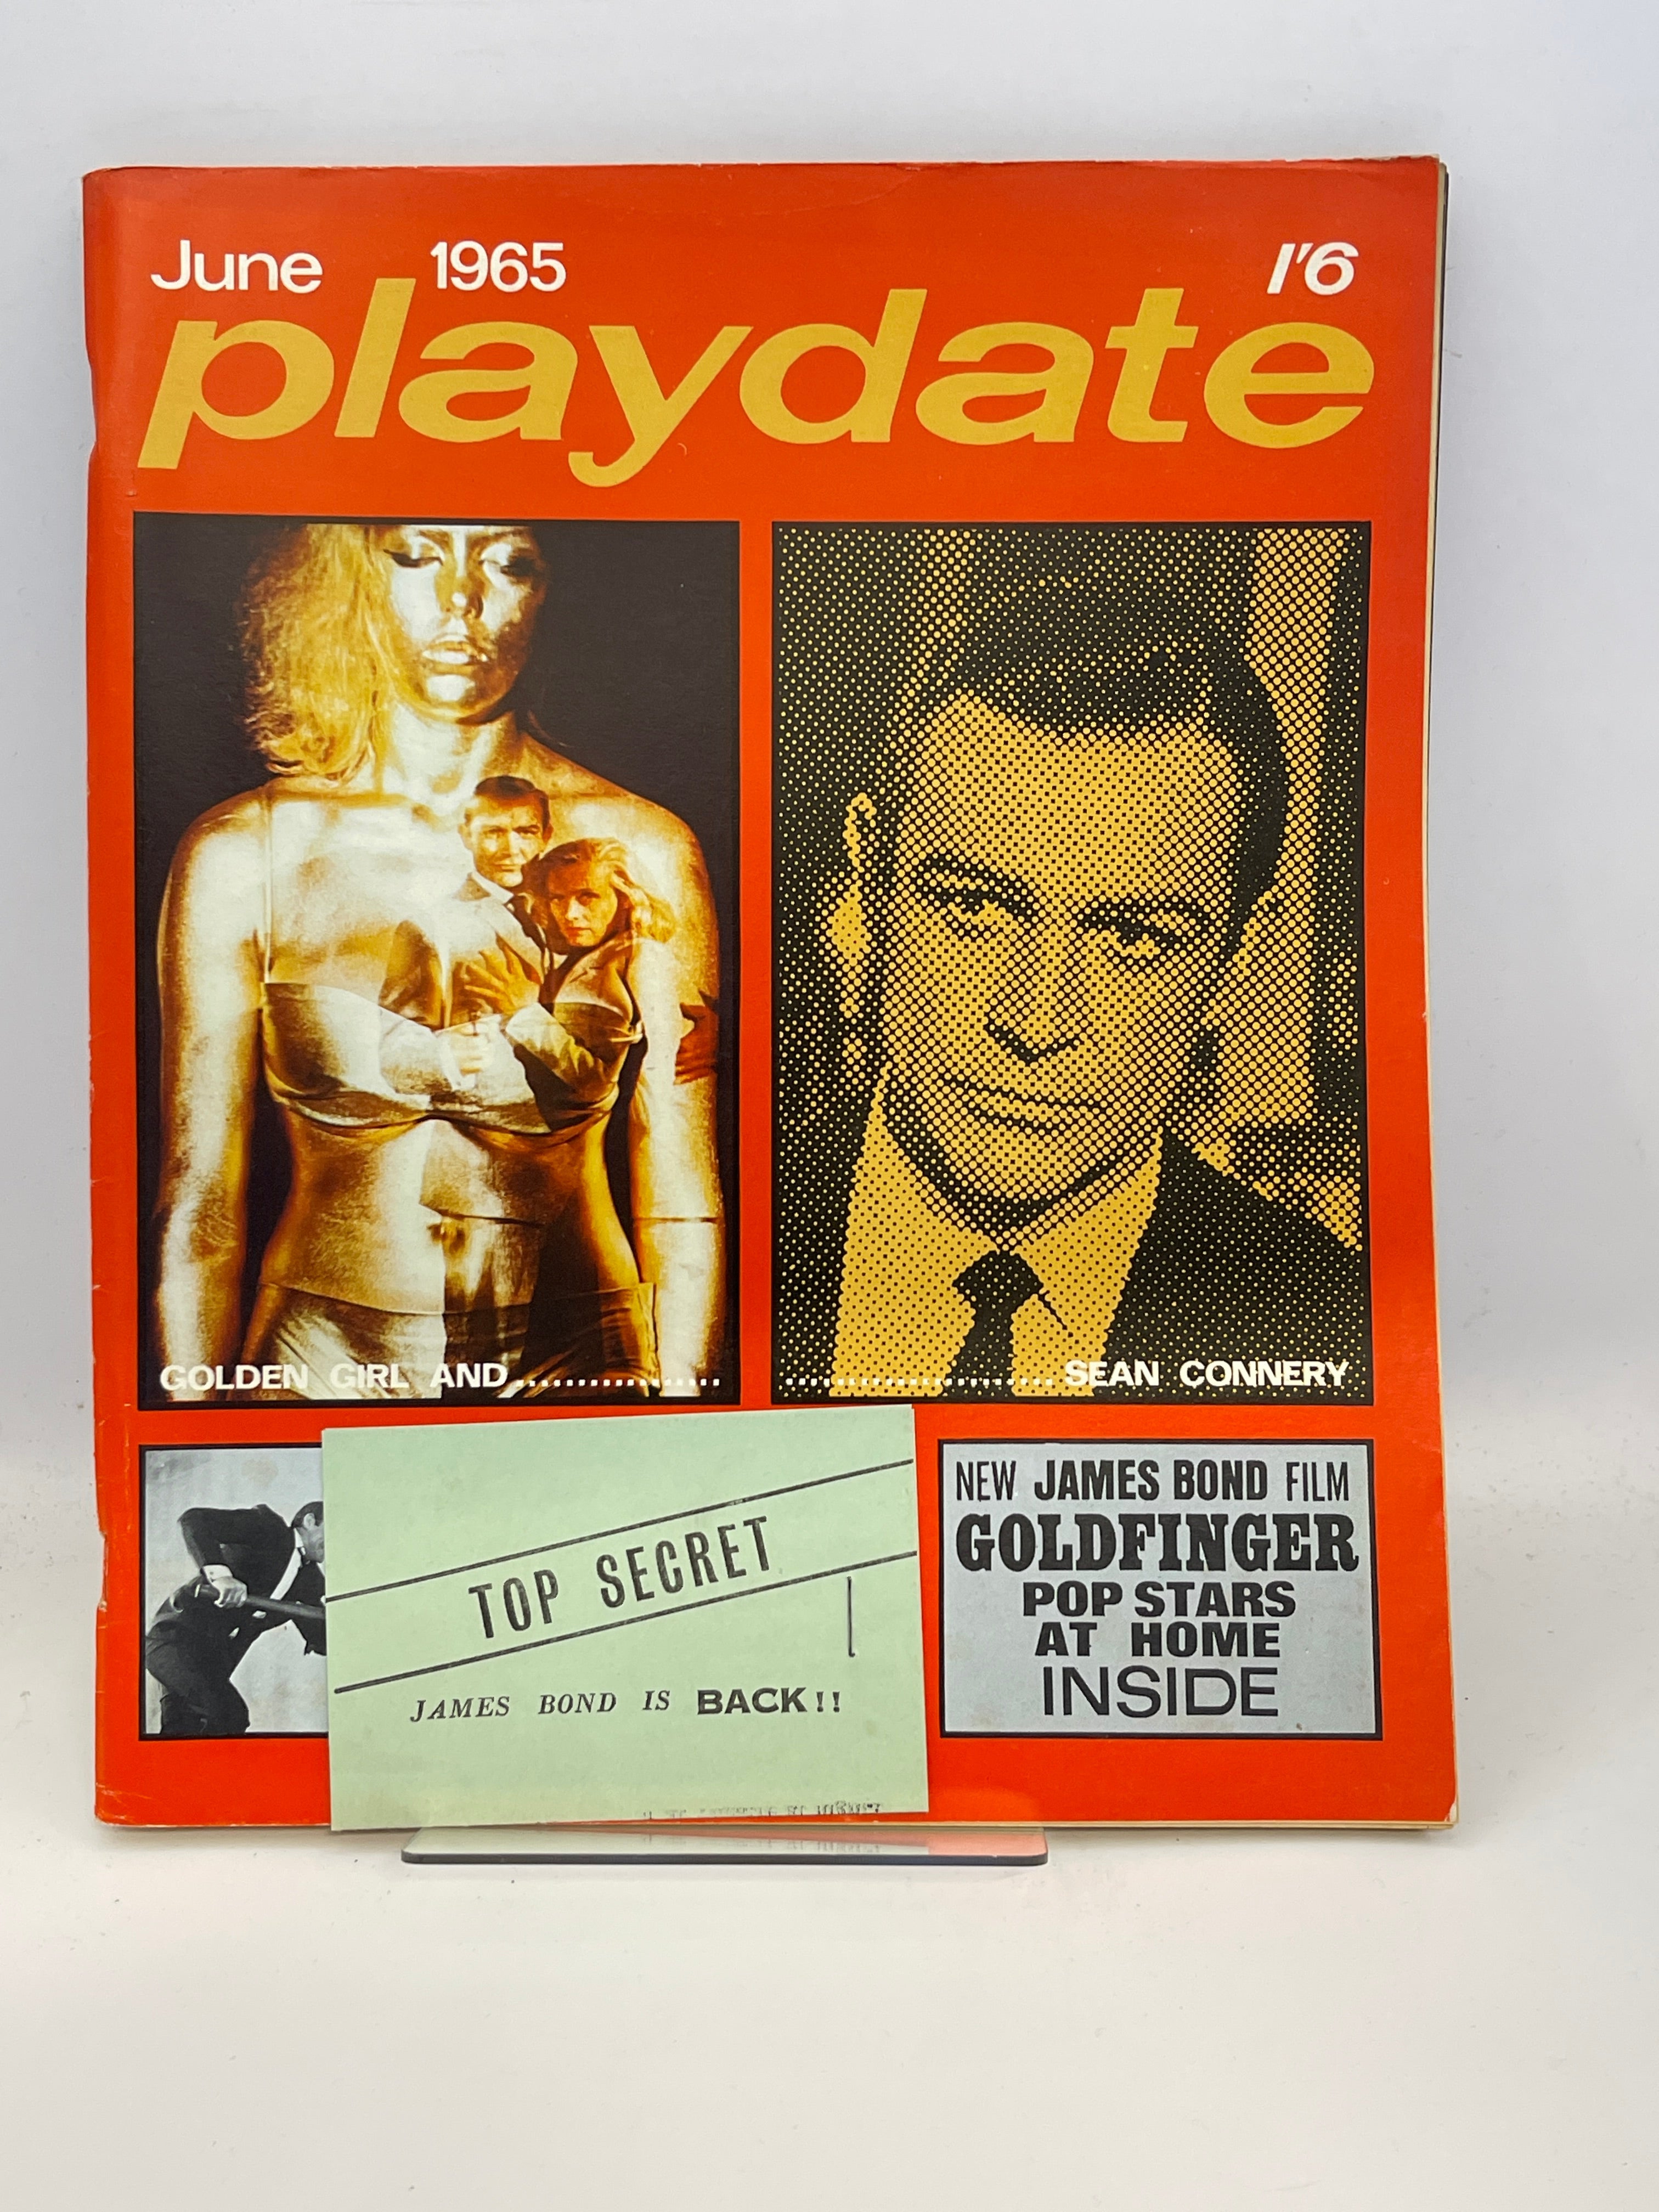 June 1965 1'6
playdate
GOLDEN GIRL AND.................
......................SEAN CONNERY
TOP SECRET
JAMES BOND IS BACK!!
NEW JAMES BOND FILM
GOLDFINGER
POP STARS
AT HOME
INSIDE